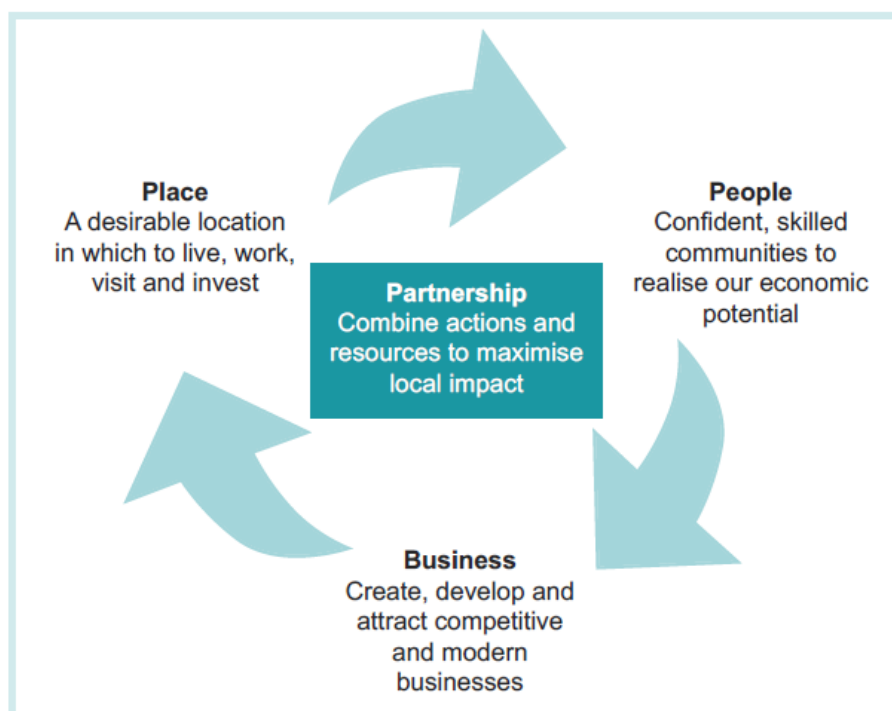 Place
A desirable location
in which to live, work,
visit and invest
People
Confident, skilled
communities to
realise our economic
potential
Partnership
Combine actions and
resources to maximise
local impact
Business
Create, develop and
attract competitive
and modern
businesses